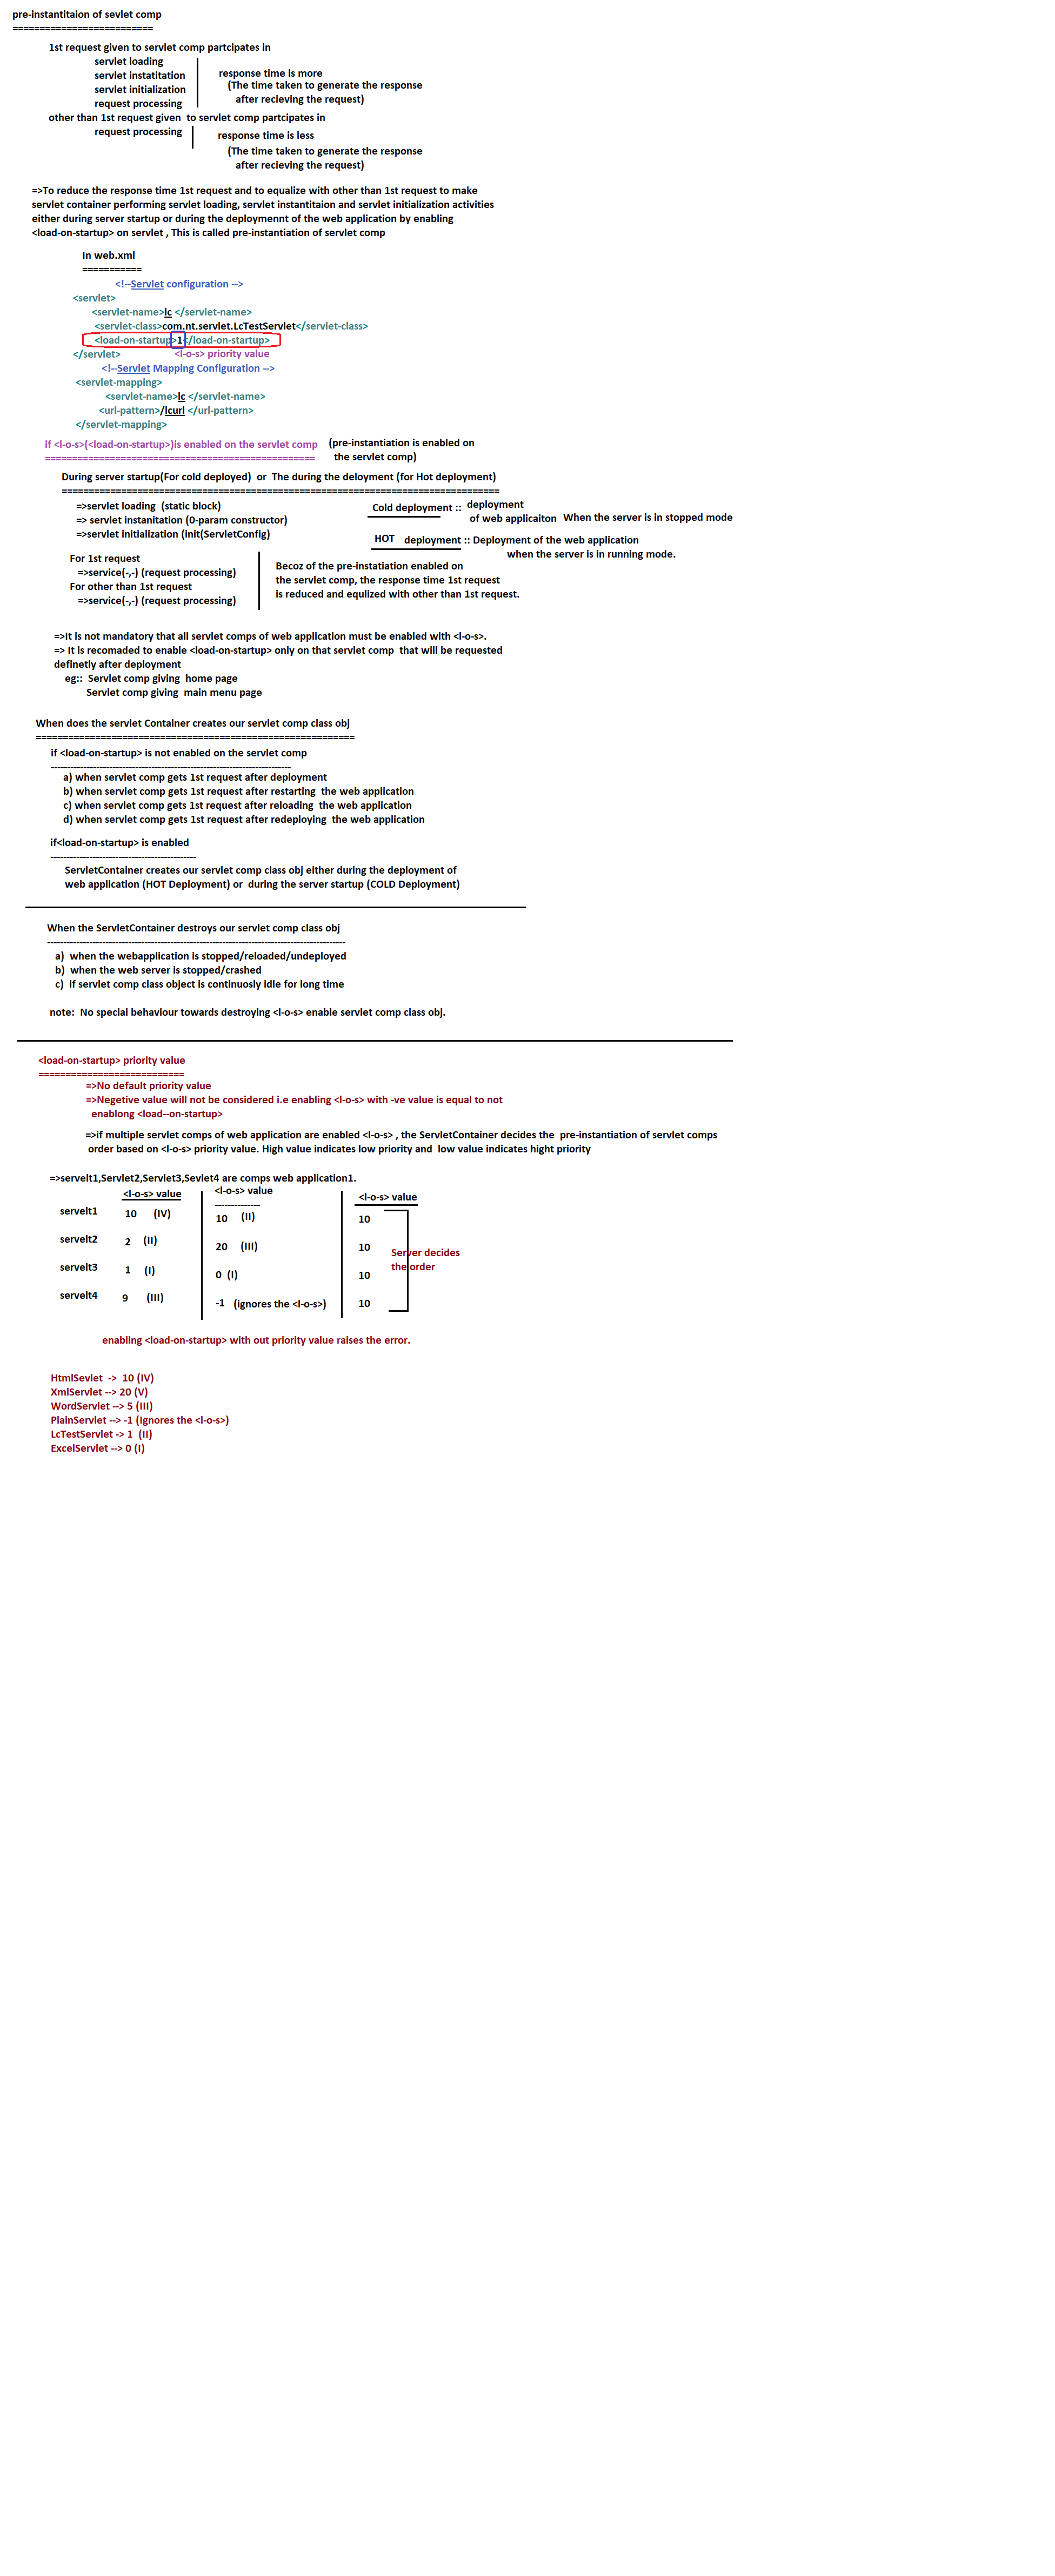 pre-instantitaion of sevlet comp
==========================
1st request given to servlet comp partcipates in
servlet loading
servlet instatitation
servlet initialization
request processing
response time is more
(The time taken to generate the response
after recieving the request)
other than 1st request given  to servlet comp partcipates in
request processing
response time is less
(The time taken to generate the response
after recieving the request)
=>To reduce the response time 1st request and to equalize with other than 1st request to make
servlet container performing servlet loading, servlet instantitaion and servlet initialization activities
either during server startup or during the deploymennt of the web application by enabling
<load-on-startup> on servlet , This is called pre-instantiation of servlet comp
In web.xml
===========
<!--Servlet configuration -->
<servlet>
<servlet-name>lc </servlet-name>
<servlet-class>com.nt.servlet.LcTestServlet</servlet-class>
<load-on-startup>1</load-on-startup>
</servlet>
<l-o-s> priority value
<!--Servlet Mapping Configuration -->
<servlet-mapping>
<servlet-name>lc </servlet-name>
<url-pattern>/lcurl </url-pattern>
</servlet-mapping>
if <l-o-s>(<load-on-startup>)is enabled on the servlet comp
==================================================
(pre-instantiation is enabled on
the servlet comp)
During server startup(For cold deployed)  or  The during the deloyment (for Hot deployment)
=================================================================================
=>servlet loading  (static block)
=> servlet instanitation (0-param constructor)
=>servlet initialization (init(ServletConfig)
Cold deployment :: deployment
of web applicaiton  When the server is in stopped mode
HOT deployment :: Deployment of the web application
when the server is in running mode.
For 1st request
=>service(-,-) (request processing)
For other than 1st request
=>service(-,-) (request processing)
Becoz of the pre-instatiation enabled on
the servlet comp, the response time 1st request
is reduced and equlized with other than 1st request.
=>It is not mandatory that all servlet comps of web application must be enabled with <l-o-s>.
=> It is recomaded to enable <load-on-startup> only on that servlet comp  that will be requested
definetly after deployment
eg::  Servlet comp giving  home page
Servlet comp giving  main menu page
When does the servlet Container creates our servlet comp class obj
===========================================================
if <load-on-startup> is not enabled on the servlet comp
--------------------------------------------------------------------------
a) when servlet comp gets 1st request after deployment
b) when servlet comp gets 1st request after restarting  the web application
c) when servlet comp gets 1st request after reloading  the web application
d) when servlet comp gets 1st request after redeploying  the web application
if<load-on-startup> is enabled
---------------------------------------------
ServletContainer creates our servlet comp class obj either during the deployment of
web application (HOT Deployment) or  during the server startup (COLD Deployment)
When the ServletContainer destroys our servlet comp class obj
--------------------------------------------------------------------------------------------
a)  when the webapplication is stopped/reloaded/undeployed
b)  when the web server is stopped/crashed
c)  if servlet comp class object is continuosly idle for long time
note:  No special behaviour towards destroying <l-o-s> enable servlet comp class obj.
<load-on-startup> priority value
===========================
=>No default priority value
=>Negetive value will not be considered i.e enabling <l-o-s> with -ve value is equal to not
enablong <load--on-startup>
=>if multiple servlet comps of web application are enabled <l-o-s> , the ServletContainer decides the  pre-instantiation of servlet comps
order based on <l-o-s> priority value. High value indicates low priority and  low value indicates hight priority
=>servelt1,Servlet2,Servlet3,Sevlet4 are comps web application1.
<l-o-s> value <l-o-s> value <l-o-s> value
--------------
servelt1 10 (IV) 10 (II) 10
servelt2 2 (II) 20 (III) 10
servelt3 1 (I) 0 (I) 10
servelt4 9 (III) -1 (ignores the <l-o-s>) 10
Server decides
the order
enabling <load-on-startup> with out priority value raises the error.
HtmlSevlet  ->  10 (IV)
XmlServlet --> 20 (V)
WordServlet --> 5 (III)
PlainServlet --> -1 (Ignores the <l-o-s>)
LcTestServlet -> 1  (II)
ExcelServlet --> 0 (I)